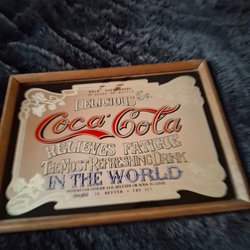 DELICIOUS &
Coca-Cola
RELIEVES FATIGUE
THE MOST REFRESHING DRINK
IN THE WORLD